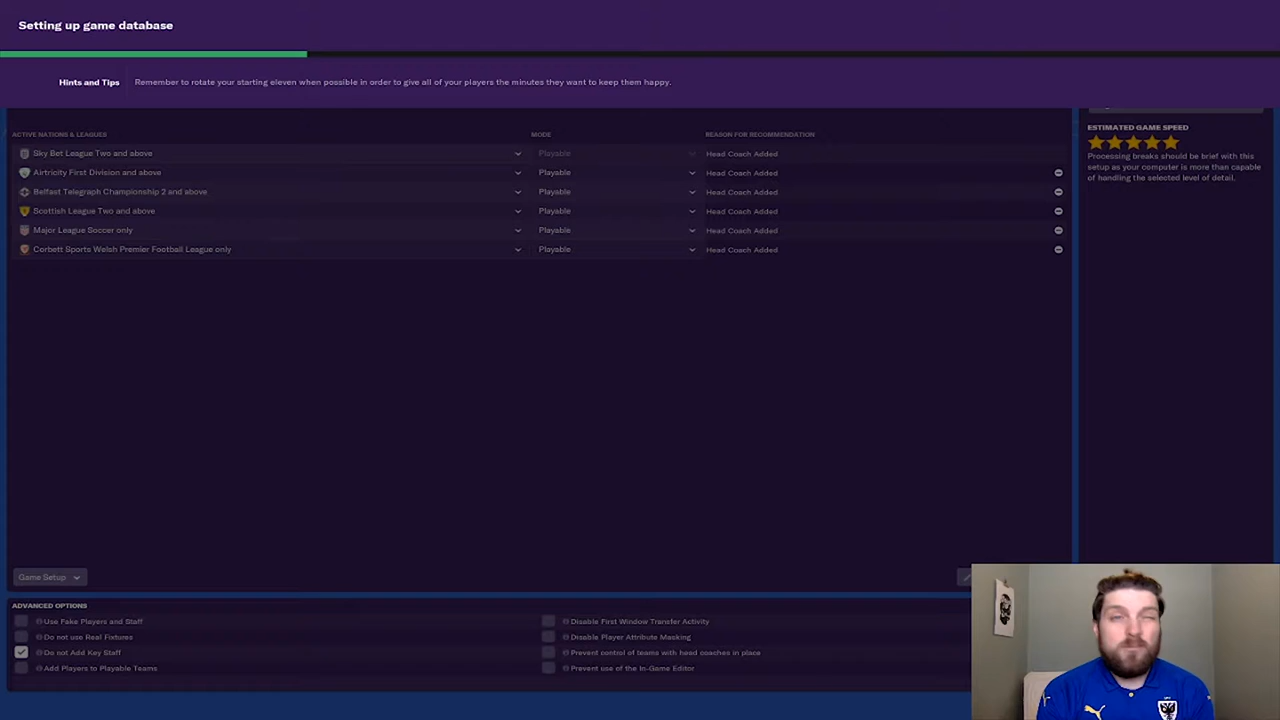 Setting up game database
Hints and Tips Remember to rotate your starting eleven when possible in order to give all of your players the minutes they want to keep them happy.
ACTIVE NATIONS & LEAGUES MODE REASON FOR RECOMMENDATION
Sky Bet League Two and above Playable Head Coach Added
Airtricity First Division and above Playable Head Coach Added
Belfast Telegraph Championship 2 and above Playable Head Coach Added
Scottish League Two and above Playable Head Coach Added
Major League Soccer only Playable Head Coach Added
Corbett Sports Welsh Premier Football League only Playable Head Coach Added
ESTIMATED GAME SPEED
Processing breaks should be brief with this
setup as your computer is more than capable
of handling the selected level of detail.
Game Setup
ADVANCED OPTIONS
Use Fake Players and Staff
Do not use Real Fixtures
Do not Add Key Staff
Add Players to Playable Teams
Disable First Window Transfer Activity
Disable Player Attribute Masking
Prevent control of teams with head coaches in place
Prevent use of the In-Game Editor